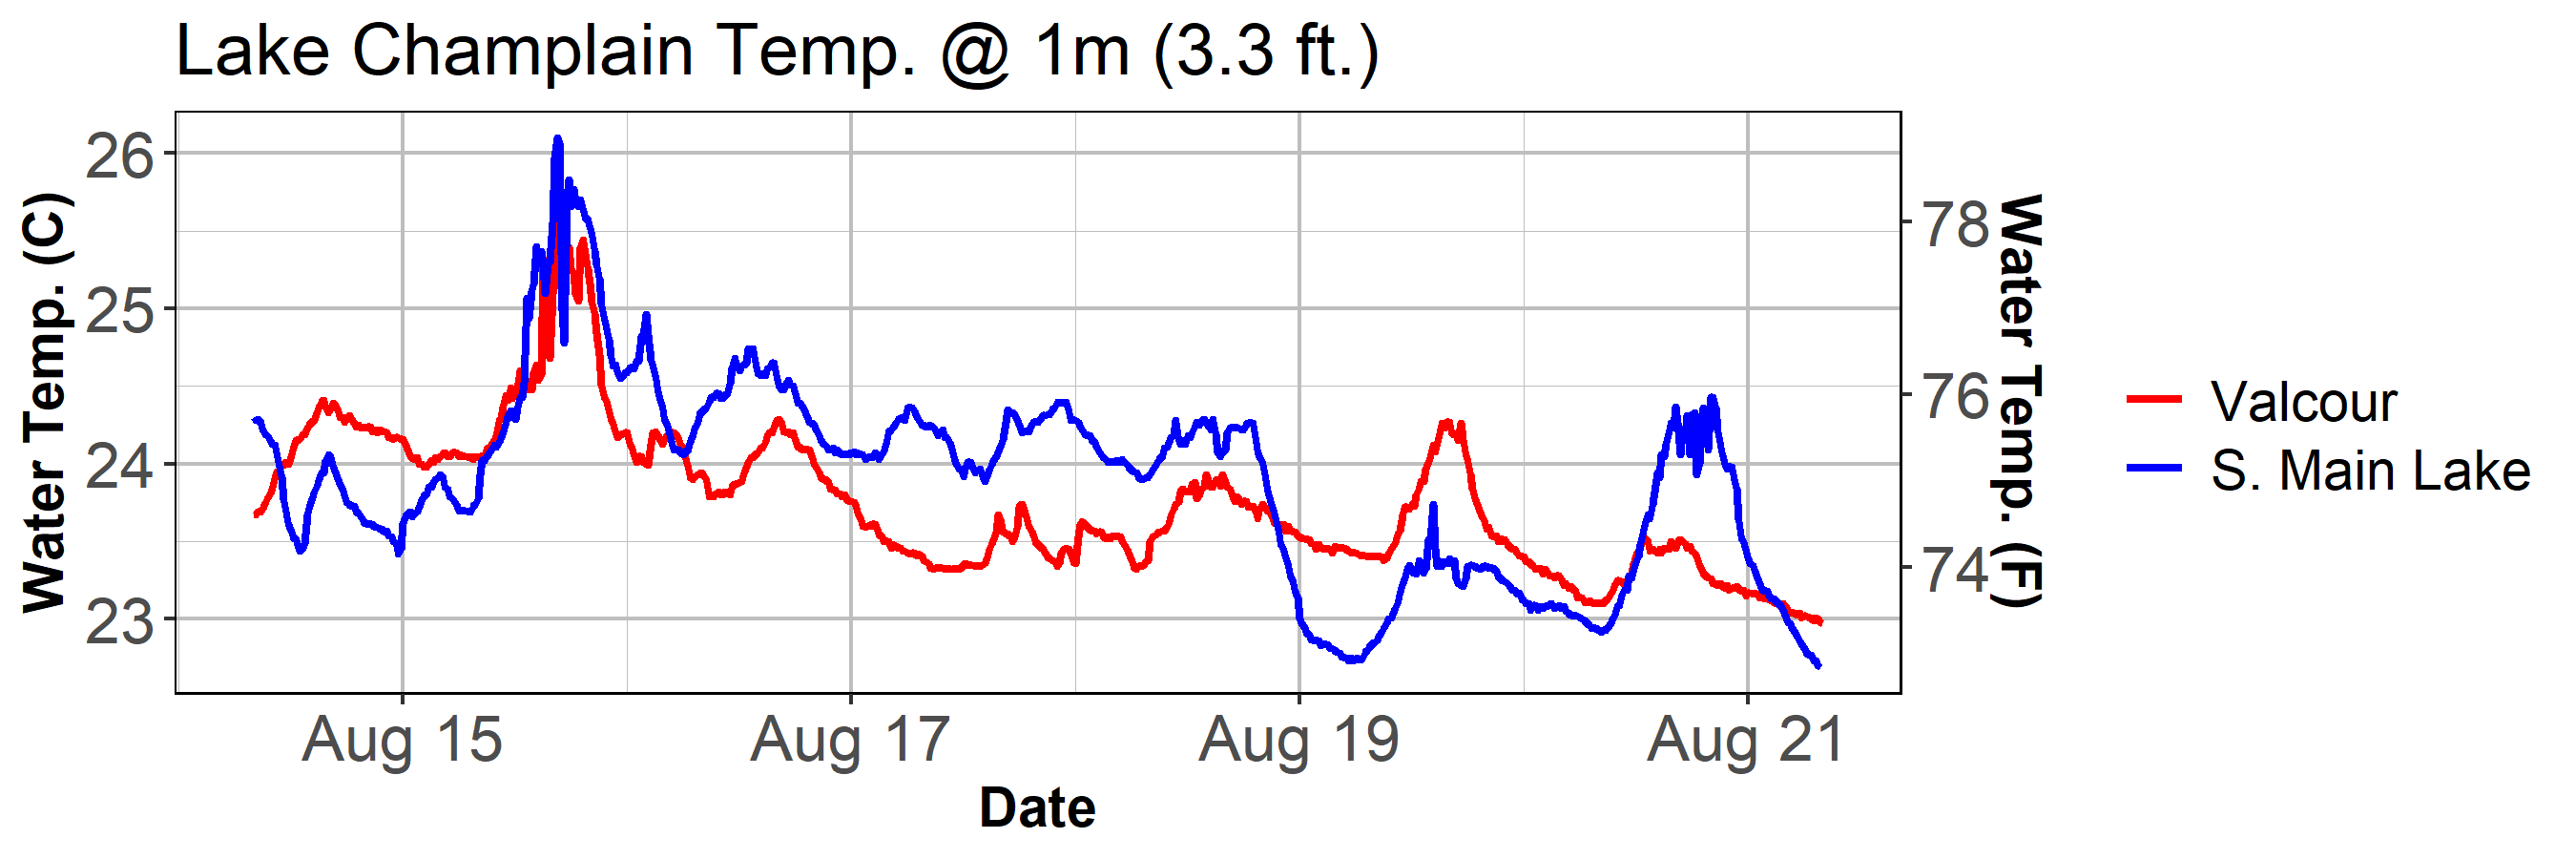 Lake Champlain Temp. @ 1m (3.3 ft.)
Water Temp. (C)
26
25
24
23
78
76
74
Water Temp. (F)
Aug 15
Aug 17
Aug 19
Aug 21
Date
Valcour
S. Main Lake